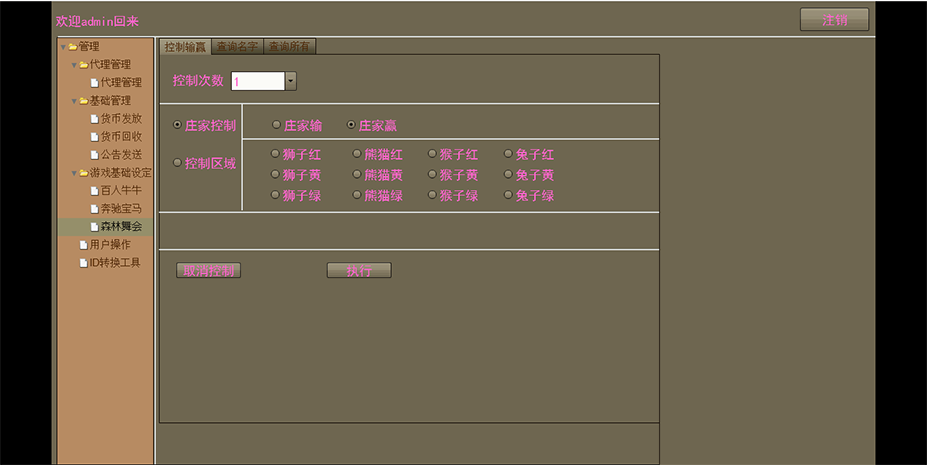 欢迎admin回来
注销
管理
代理管理
代理管理
基础管理
货币发放
货币回收
公告发送
游戏基础设定
百人牛牛
奔驰宝马
森林舞会
用户操作
ID转换工具
控制输赢 查询名字 查询所有
控制次数 1
庄家控制 庄家输 庄家赢
控制区域
狮子红 熊猫红 猴子红 兔子红
狮子黄 熊猫黄 猴子黄 兔子黄
狮子绿 熊猫绿 猴子绿 兔子绿
取消控制 执行